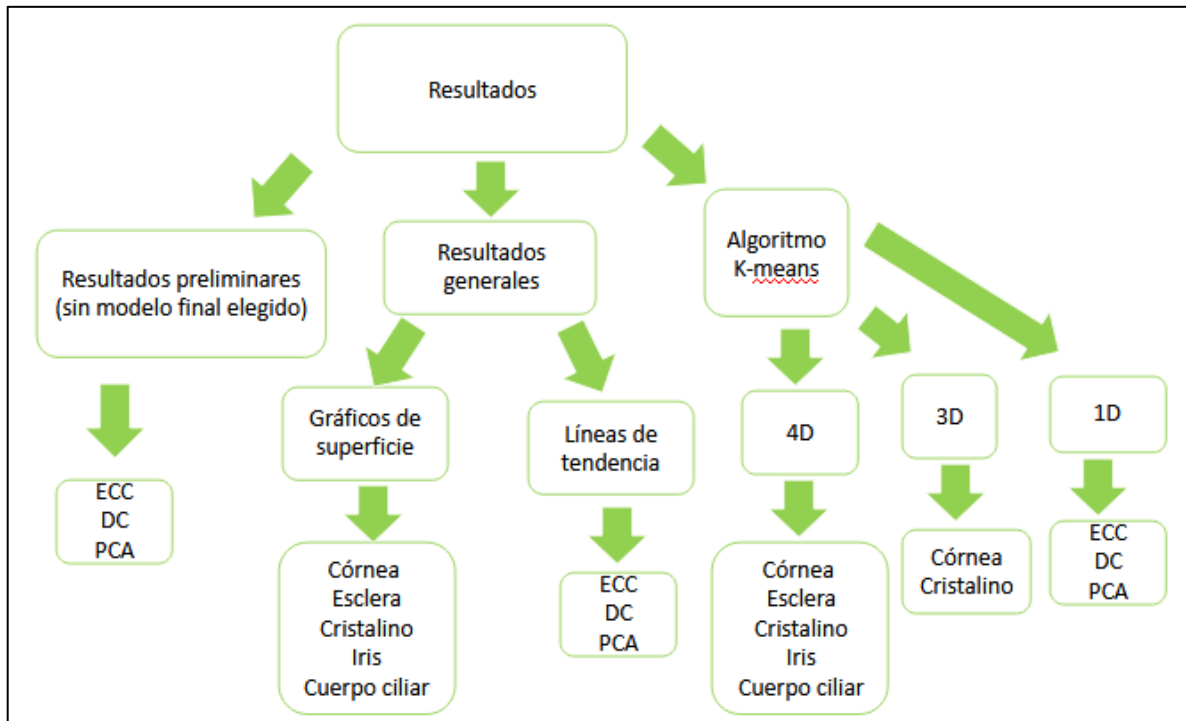 Resultados
Resultados preliminares
(sin modelo final elegido)
Resultados
generales
Algoritmo
K-means
Gráficos de
superficie
Líneas de
tendencia
4D
3D
1D
ECC
DC
PCA
Córnea
Esclera
Cristalino
Iris
Cuerpo ciliar
ECC
DC
PCA
Córnea
Esclera
Cristalino
Iris
Cuerpo ciliar
Córnea
Cristalino
ECC
DC
PCA